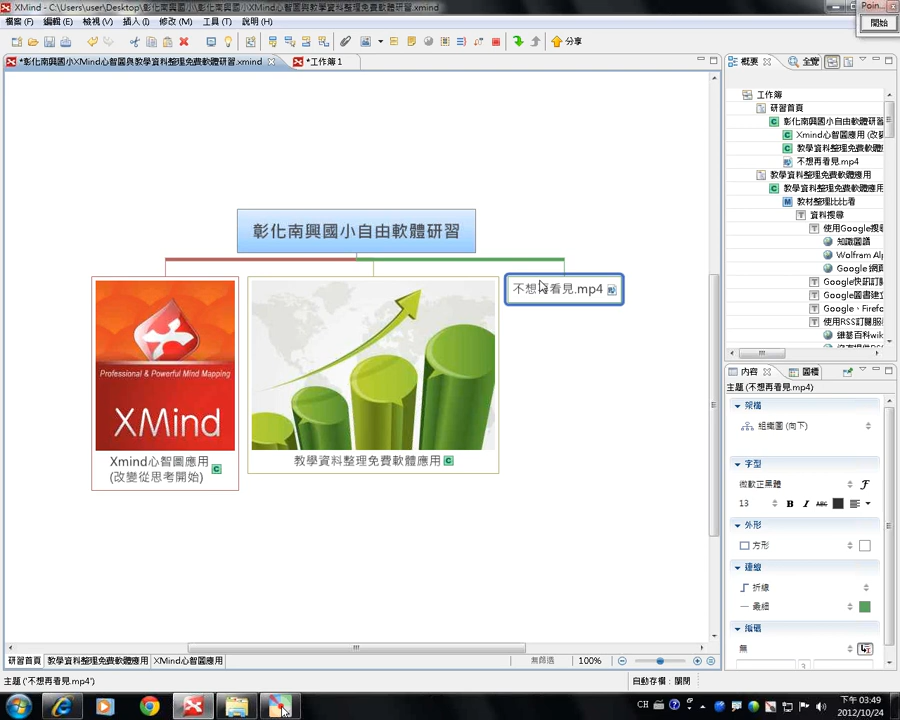 XMind - C:\Users\user\Desktop\彰化南興國小\彰化南興國小XMind心智圖與教學資料整理免費軟體研習.xmind
Poin...
開始
檔案 (F) 編輯 (E) 檢視 (V) 插入 (I) 修改 (M) 工具 (T) 說明 (H)
分享
*彰化南興國小XMind心智圖與教學資料整理免費軟體研習.xmind
*工作簿 1
概要
全覽
工作簿
研習首頁
彰化南興國小自由軟體研習
Xmind心智圖應用 (改變
教學資料整理免費軟體
不想再看見.mp4
教學資料整理免費軟體應用
教學資料整理免費軟體應用
教材整理比比看
資料搜尋
使用Google搜尋
知識圖譜
Wolfram Alp
Google 網頁
Google快訊訂
Google圖書建立
Google、Firefo
使用RSS訂閱服務
維基百科wik
彰化南興國小自由軟體研習
Professional & Powerful Mind Mapping
XMind
Xmind心智圖應用
(改變從思考開始)
教學資料整理免費軟體應用
不想再看見.mp4
內容
圖標
主題 (不想再看見.mp4)
架構
組織圖 (向下)
字型
微軟正黑體
13
B I ABC
外形
方形
連線
折線
最細
編碼
無
3
研習首頁 教學資料整理免費軟體應用 XMind心智圖應用
無篩選
100%
主題 ('不想再看見.mp4')
自動存檔：關閉
CH
下午 03:49
2012/10/24